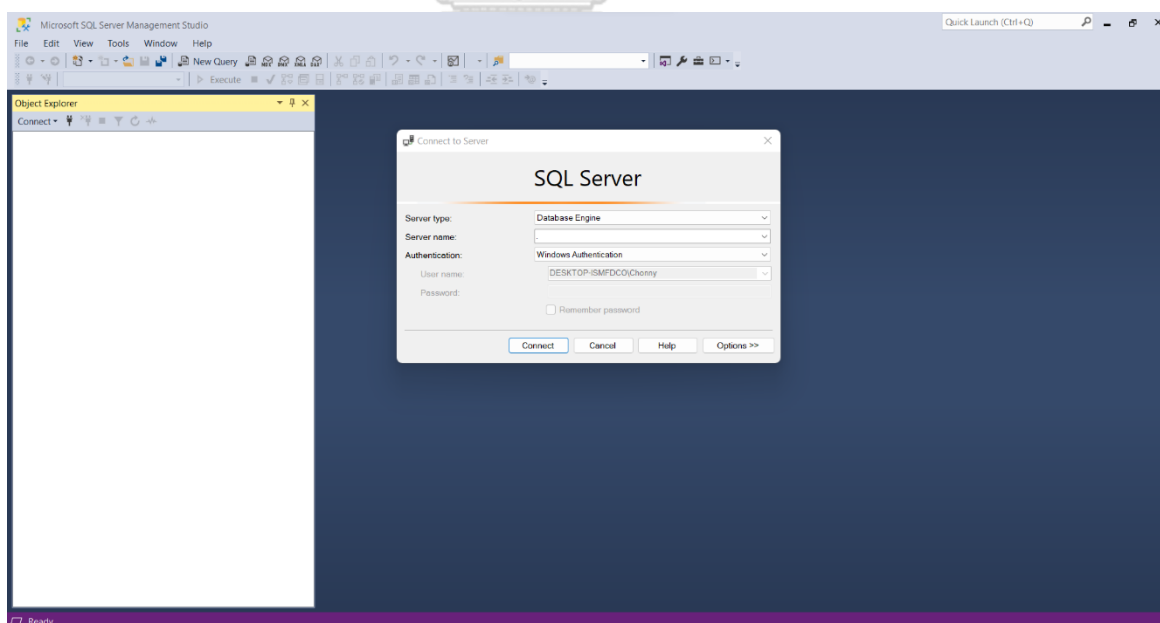 Microsoft SQL Server Management Studio
Quick Launch (Ctrl+Q)
File Edit View Tools Window Help
New Query
Execute
Object Explorer
Connect
Connect to Server
SQL Server
Server type: Database Engine
Server name: .
Authentication: Windows Authentication
User name: DESKTOP-ISMFDCO\Chonny
Password:
Remember password
Connect Cancel Help Options >>
Ready